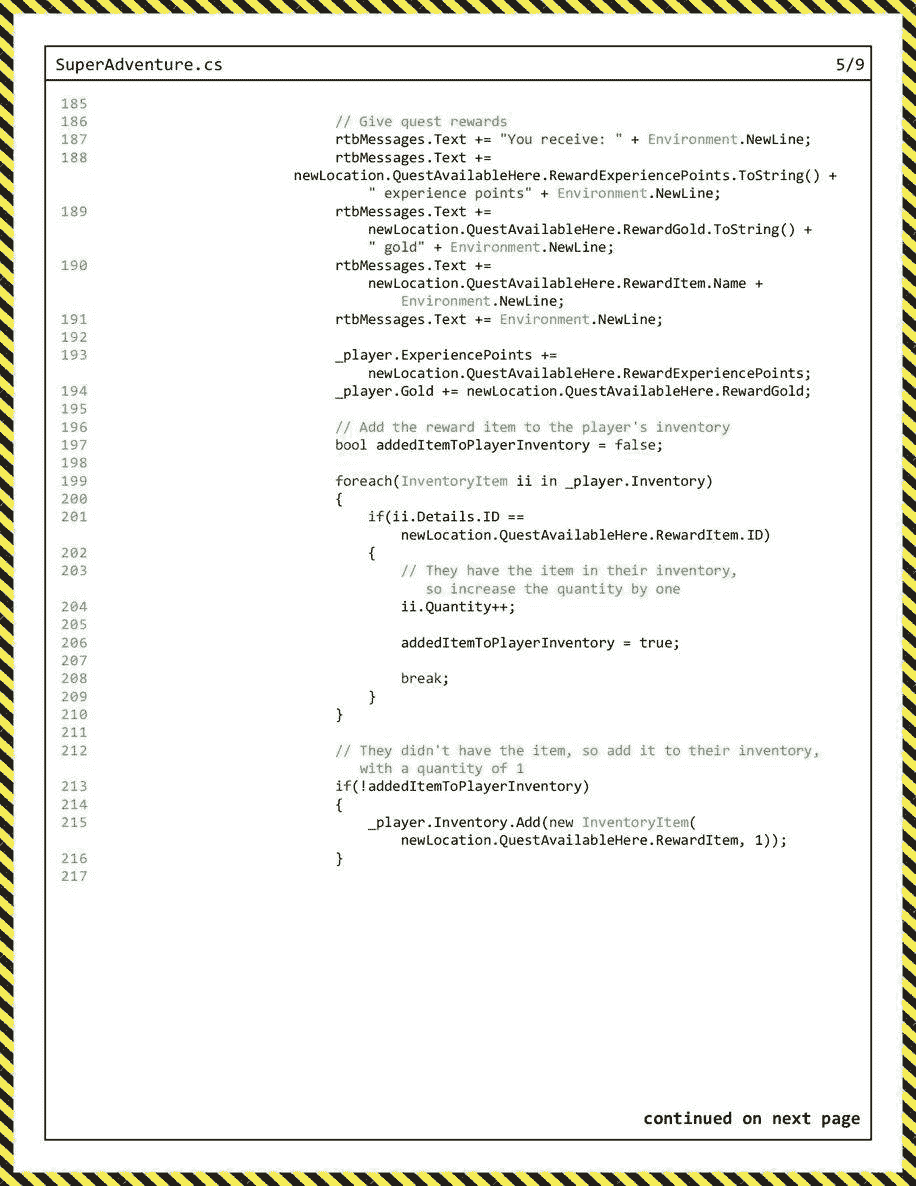 SuperAdventure.cs 5/9
185
186 // Give quest rewards
187 rtbMessages.Text += "You receive: " + Environment.NewLine;
188 rtbMessages.Text +=
newLocation.QuestAvailableHere.RewardExperiencePoints.ToString() +
" experience points" + Environment.NewLine;
189 rtbMessages.Text +=
newLocation.QuestAvailableHere.RewardGold.ToString() +
" gold" + Environment.NewLine;
190 rtbMessages.Text +=
newLocation.QuestAvailableHere.RewardItem.Name +
Environment.NewLine;
191 rtbMessages.Text += Environment.NewLine;
192
193 _player.ExperiencePoints +=
newLocation.QuestAvailableHere.RewardExperiencePoints;
194 _player.Gold += newLocation.QuestAvailableHere.RewardGold;
195
196 // Add the reward item to the player's inventory
197 bool addedItemToPlayerInventory = false;
198
199 foreach(InventoryItem ii in _player.Inventory)
200 {
201 if(ii.Details.ID ==
newLocation.QuestAvailableHere.RewardItem.ID)
202 {
203 // They have the item in their inventory,
so increase the quantity by one
204 ii.Quantity++;
205
206 addedItemToPlayerInventory = true;
207
208 break;
209 }
210 }
211
212 // They didn't have the item, so add it to their inventory,
with a quantity of 1
213 if(!addedItemToPlayerInventory)
214 {
215 _player.Inventory.Add(new InventoryItem(
newLocation.QuestAvailableHere.RewardItem, 1));
216 }
217
continued on next page